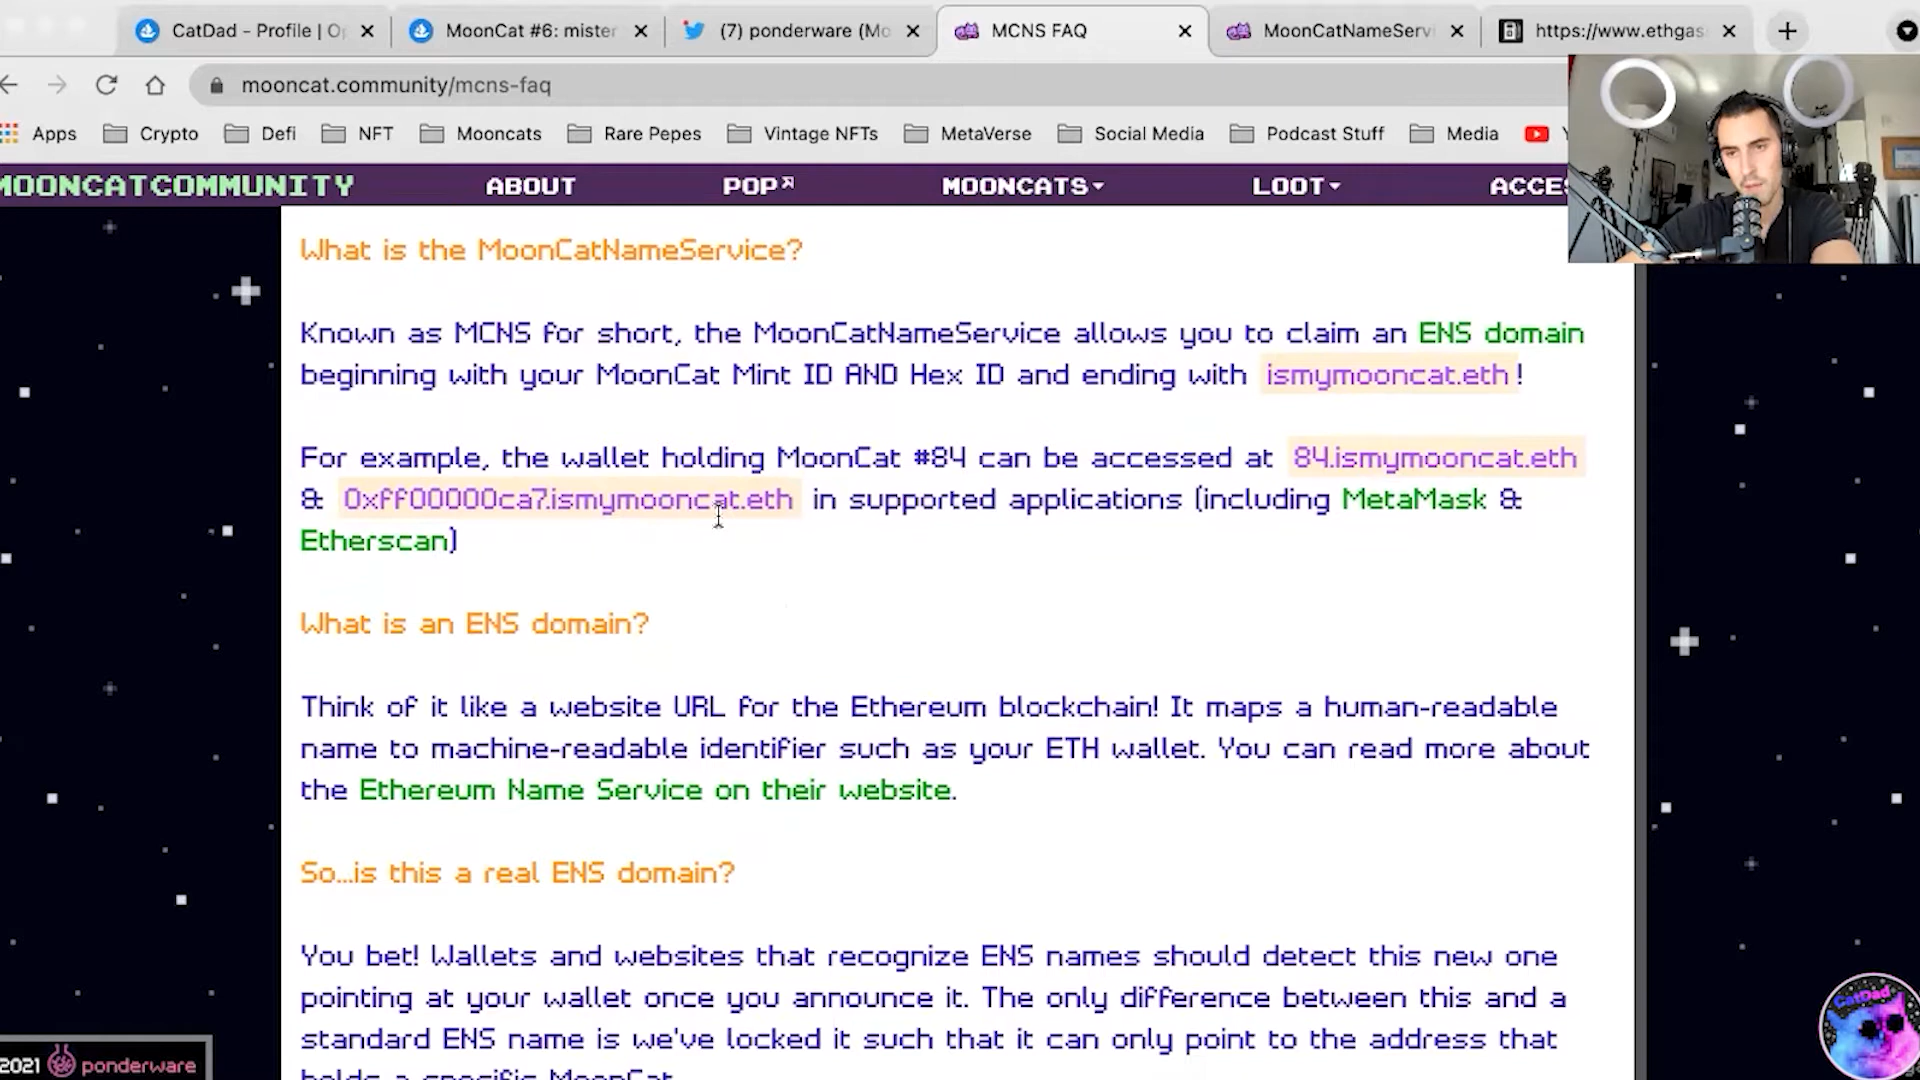 CatDad - Profile | O
MoonCat #6: mister
(7) ponderware (Mo
MCNS FAQ
MoonCatNameServi
https://www.ethgas
mooncat.community/mcns-faq
Apps
Crypto
Defi
NFT
Mooncats
Rare Pepes
Vintage NFTs
MetaVerse
Social Media
Podcast Stuff
Media
MOONCATCOMMUNITY
ABOUT
POP
MOONCATS
LOOT
ACCES
What is the MoonCatNameService?
Known as MCNS for short, the MoonCatNameService allows you to claim an ENS domain
beginning with your MoonCat Mint ID AND Hex ID and ending with ismymooncat.eth!
For example, the wallet holding MoonCat #84 can be accessed at 84.ismymooncat.eth
& 0xff00000ca7.ismymooncat.eth in supported applications (including MetaMask &
Etherscan)
What is an ENS domain?
Think of it like a website URL for the Ethereum blockchain! It maps a human-readable
name to machine-readable identifier such as your ETH wallet. You can read more about
the Ethereum Name Service on their website.
So...is this a real ENS domain?
You bet! Wallets and websites that recognize ENS names should detect this new one
pointing at your wallet once you announce it. The only difference between this and a
standard ENS name is we've locked it such that it can only point to the address that
holds a specific MoonCat.
2021 ponderware
CatDad